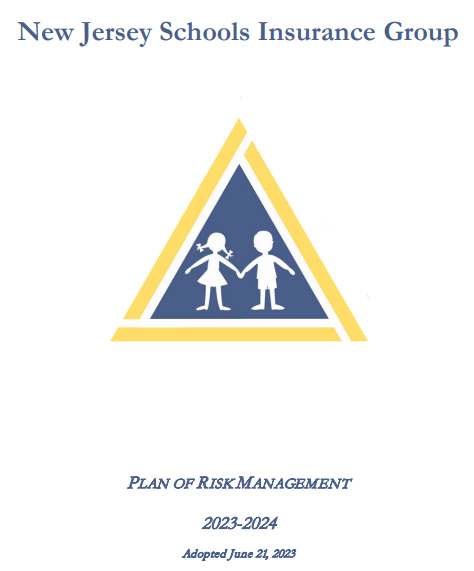 New Jersey Schools Insurance Group
PLAN OF RISK MANAGEMENT
2023-2024
Adopted June 21, 2023